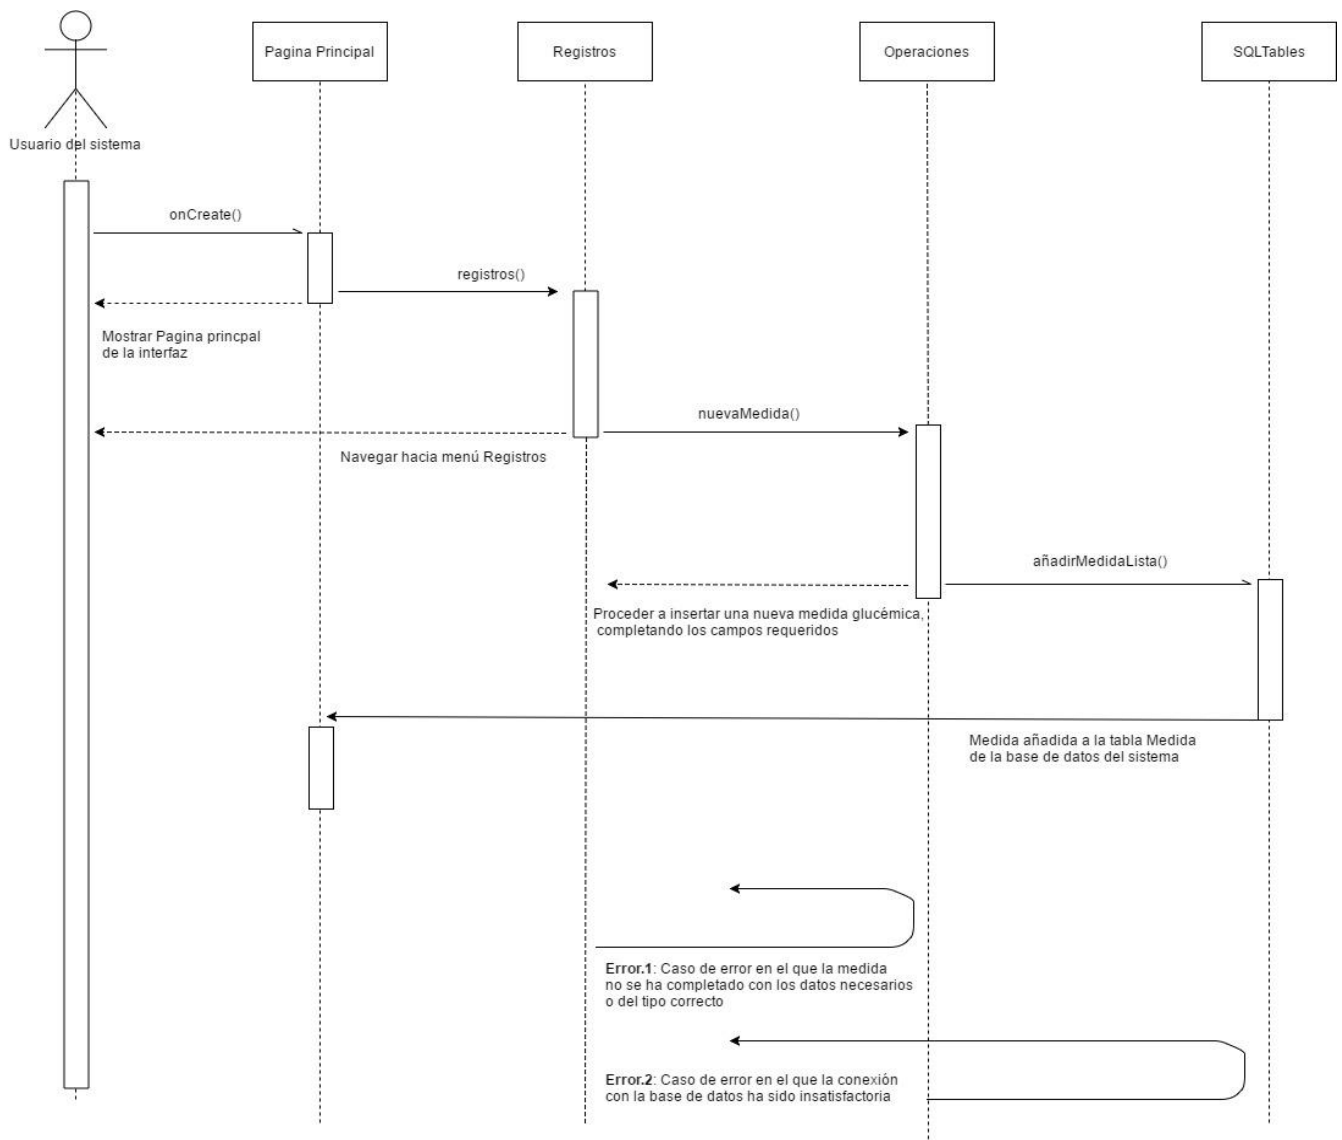 Pagina Principal
Registros
Operaciones
SQLTables
Usuario del sistema
onCreate()
registros()
Mostrar Pagina princpal
de la interfaz
nuevaMedida()
Navegar hacia menú Registros
añadirMedidaLista()
Proceder a insertar una nueva medida glucémica,
completando los campos requeridos
Medida añadida a la tabla Medida
de la base de datos del sistema
Error.1: Caso de error en el que la medida
no se ha completado con los datos necesarios
o del tipo correcto
Error.2: Caso de error en el que la conexión
con la base de datos ha sido insatisfactoria